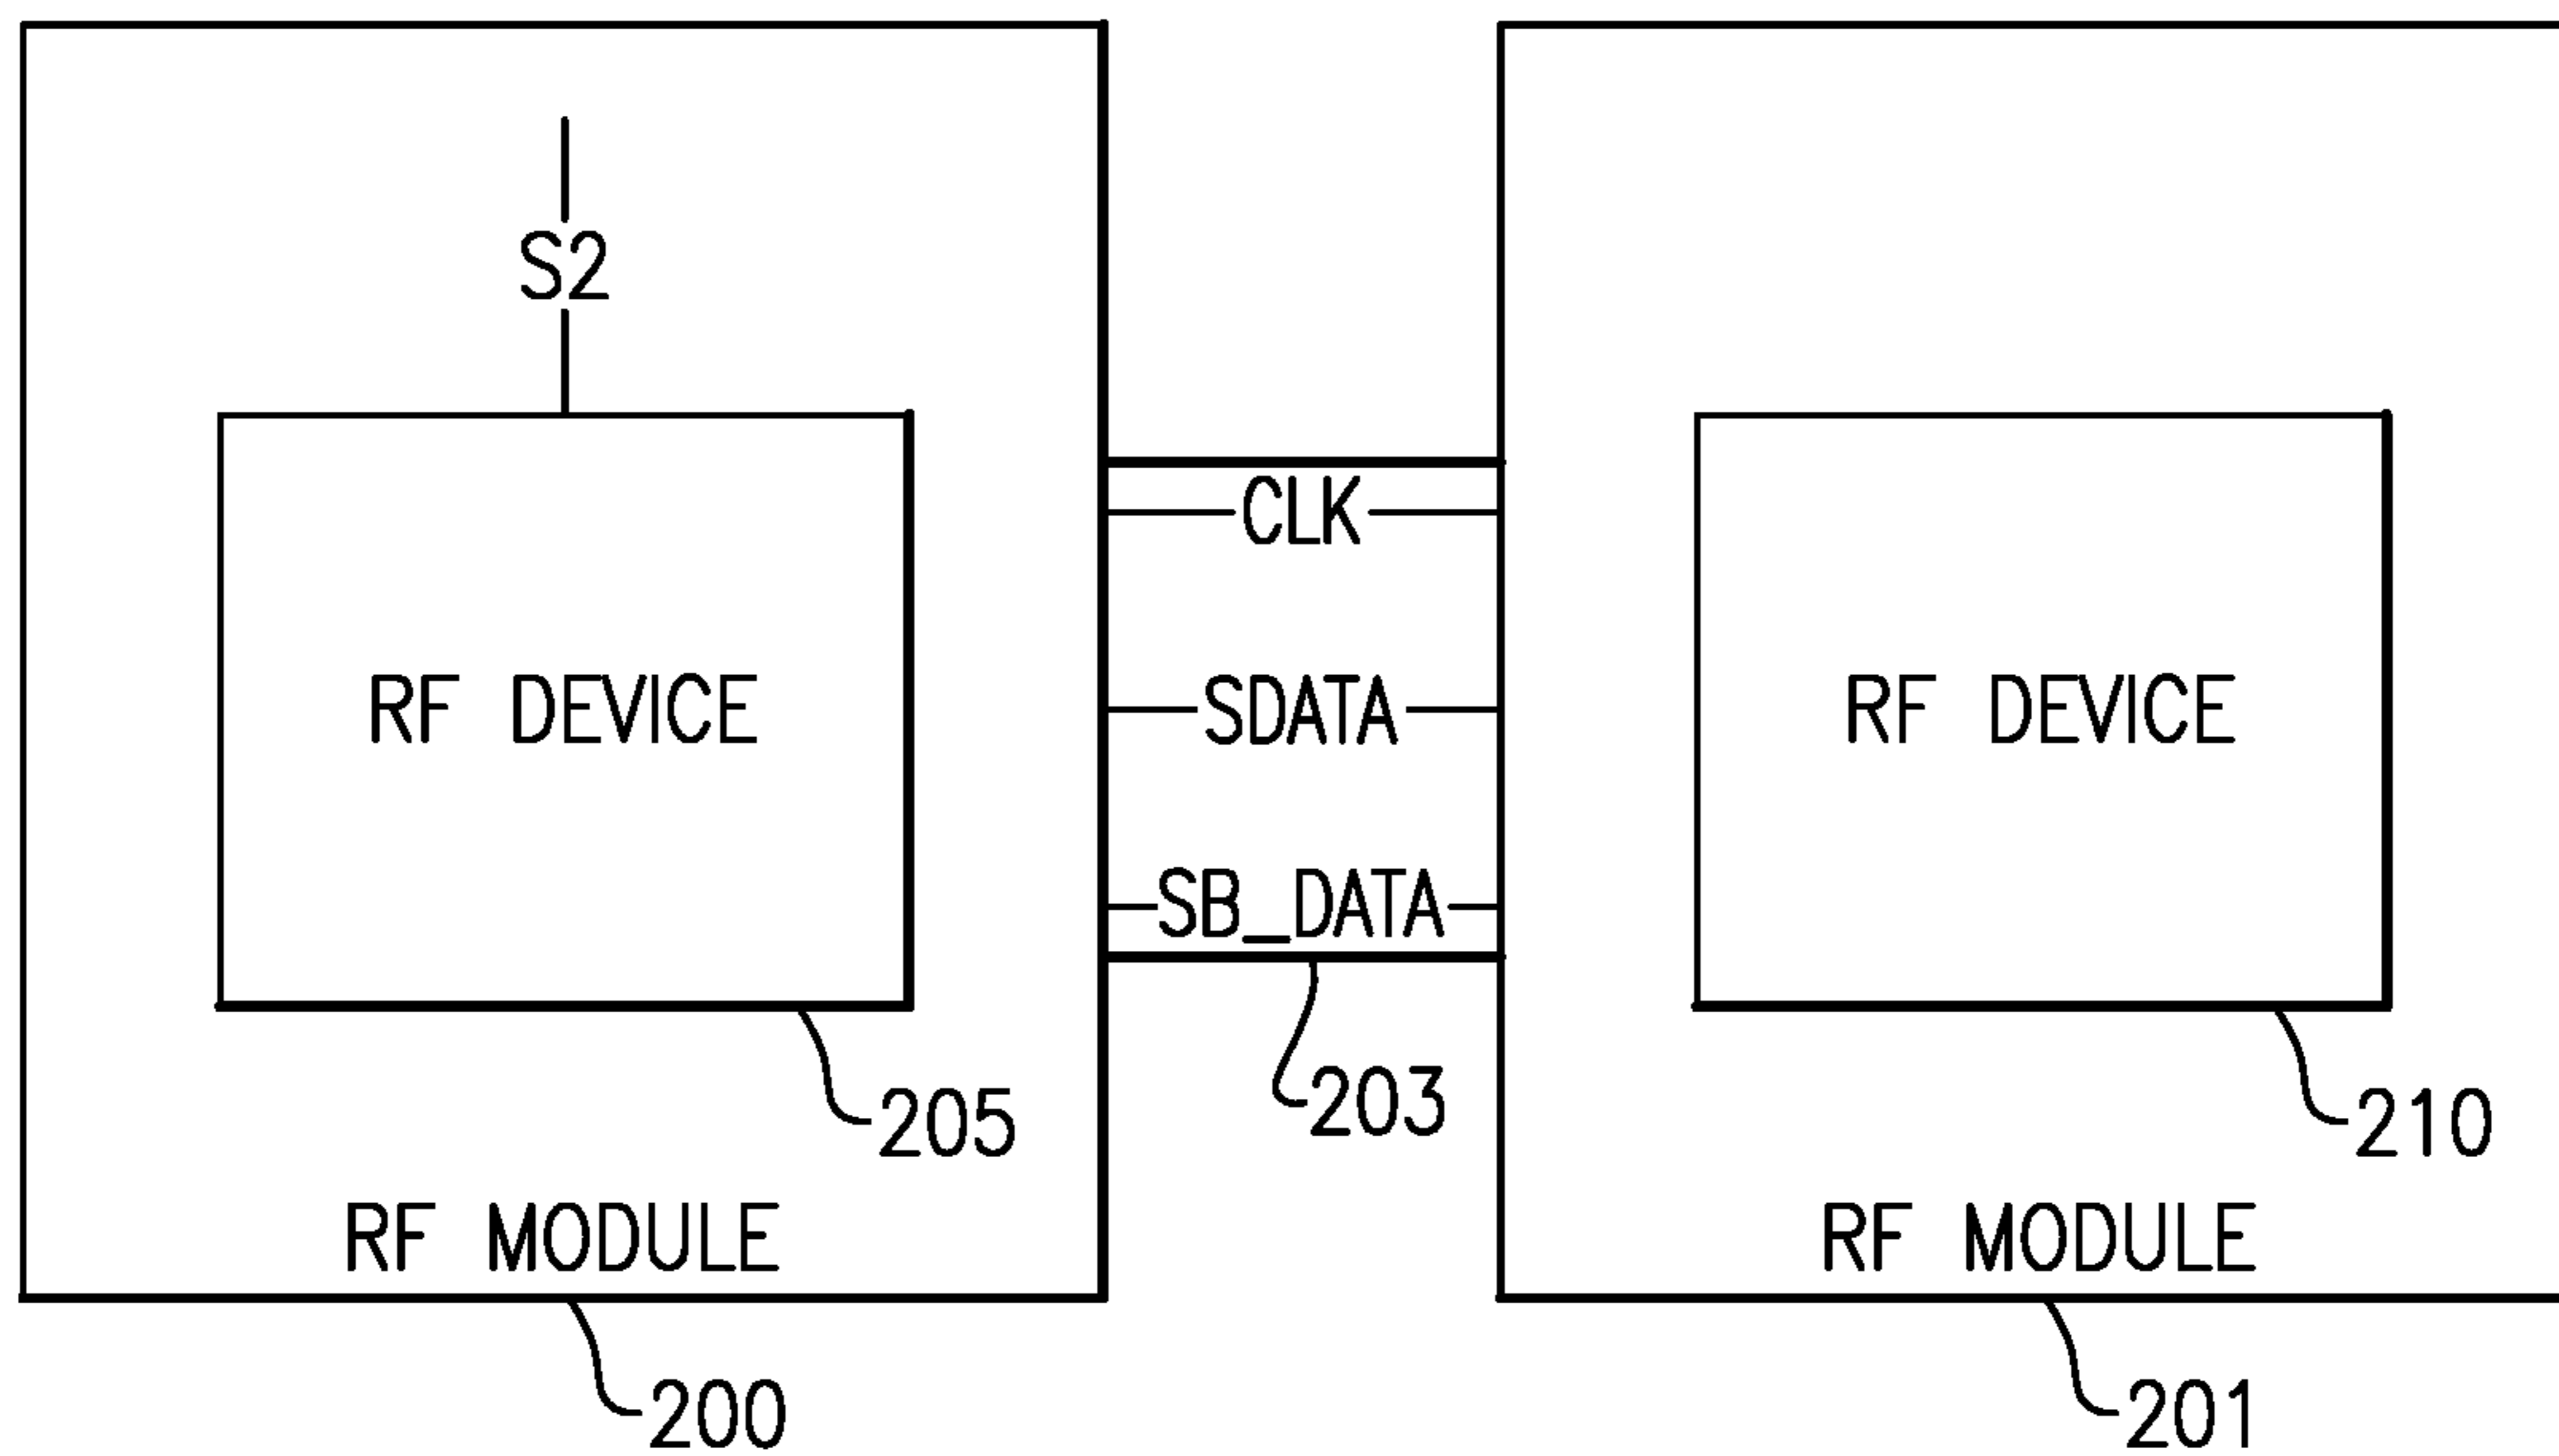 S2
CLK
RF DEVICE
SDATA
RF DEVICE
SB_DATA
205
203
210
RF MODULE
RF MODULE
200
201